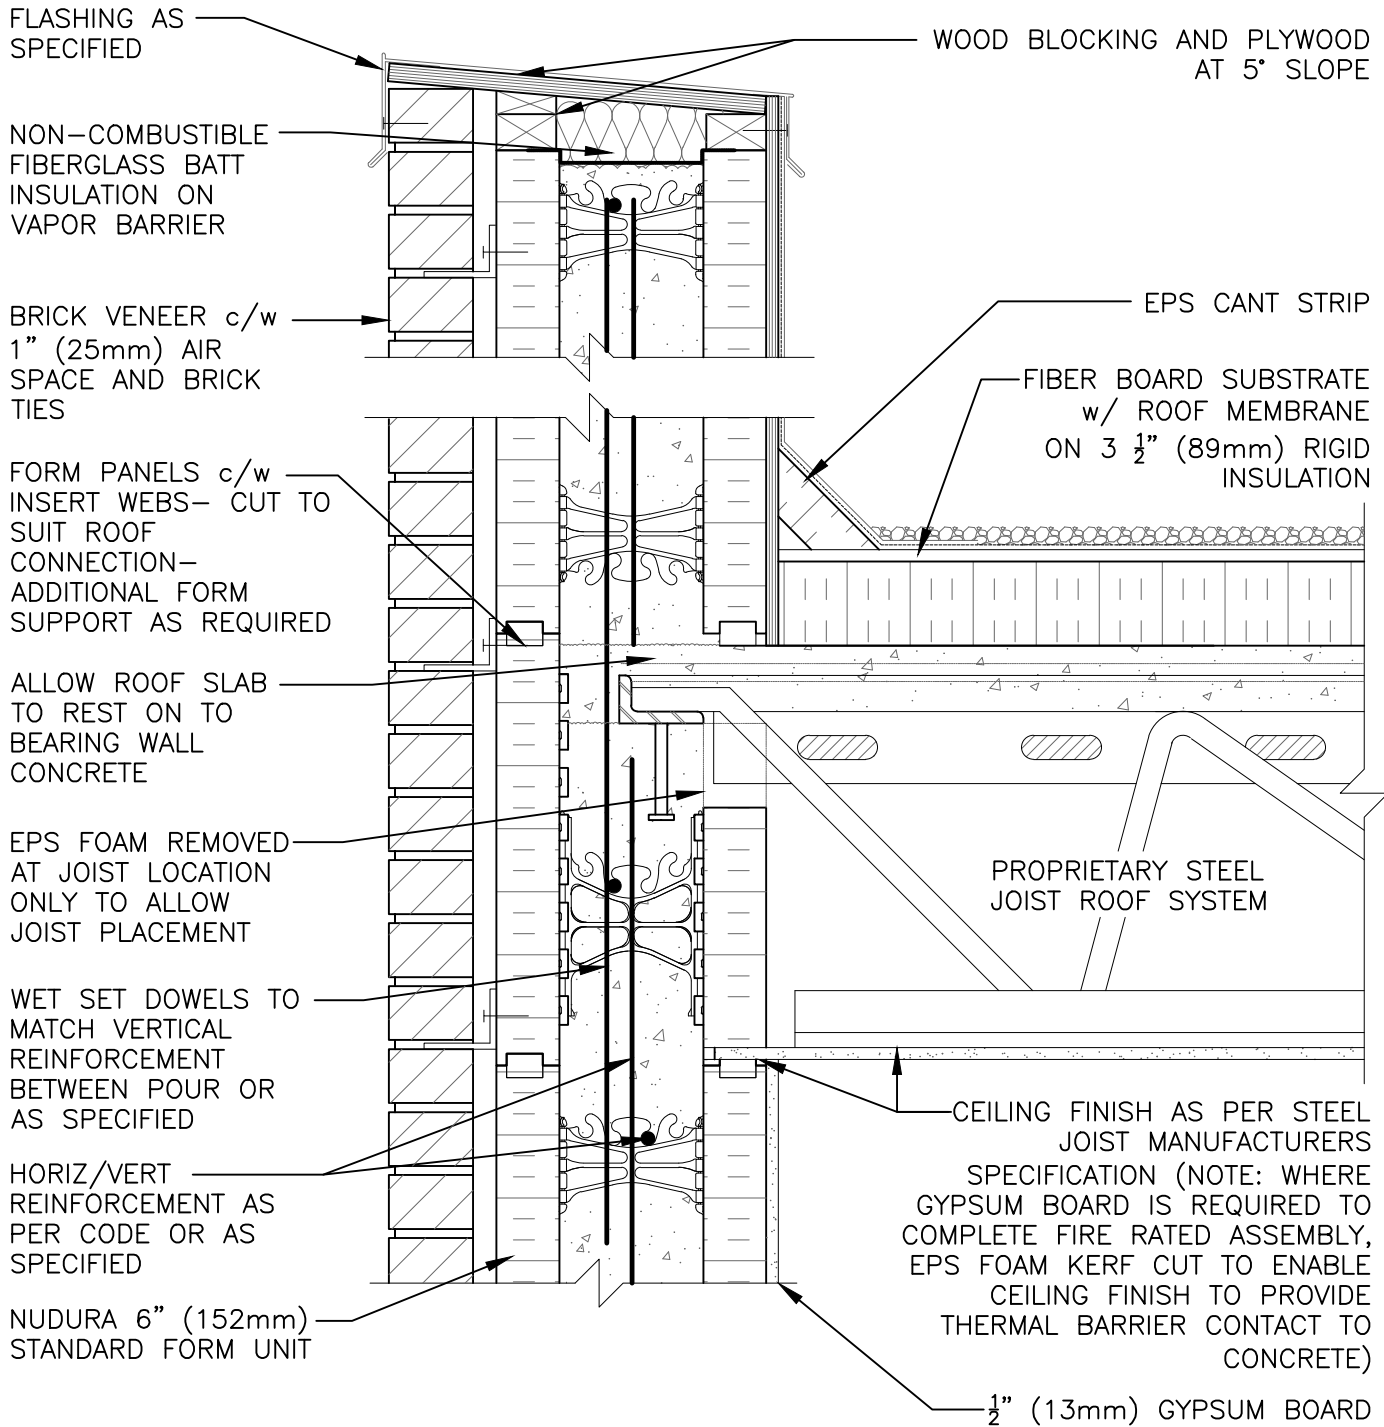 FLASHING AS
SPECIFIED
WOOD BLOCKING AND PLYWOOD
AT 5° SLOPE
NON-COMBUSTIBLE
FIBERGLASS BATT
INSULATION ON
VAPOR BARRIER
BRICK VENEER c/w
1" (25mm) AIR
SPACE AND BRICK
TIES
EPS CANT STRIP
FIBER BOARD SUBSTRATE
w/ ROOF MEMBRANE
ON 3 1/2" (89mm) RIGID
INSULATION
FORM PANELS c/w
INSERT WEBS- CUT TO
SUIT ROOF
CONNECTION-
ADDITIONAL FORM
SUPPORT AS REQUIRED
ALLOW ROOF SLAB
TO REST ON TO
BEARING WALL
CONCRETE
EPS FOAM REMOVED
AT JOIST LOCATION
ONLY TO ALLOW
JOIST PLACEMENT
PROPRIETARY STEEL
JOIST ROOF SYSTEM
WET SET DOWELS TO
MATCH VERTICAL
REINFORCEMENT
BETWEEN POUR OR
AS SPECIFIED
HORIZ/VERT
REINFORCEMENT AS
PER CODE OR AS
SPECIFIED
NUDURA 6" (152mm)
STANDARD FORM UNIT
CEILING FINISH AS PER STEEL
JOIST MANUFACTURERS
SPECIFICATION (NOTE: WHERE
GYPSUM BOARD IS REQUIRED TO
COMPLETE FIRE RATED ASSEMBLY,
EPS FOAM KERF CUT TO ENABLE
CEILING FINISH TO PROVIDE
THERMAL BARRIER CONTACT TO
CONCRETE)
1/2" (13mm) GYPSUM BOARD